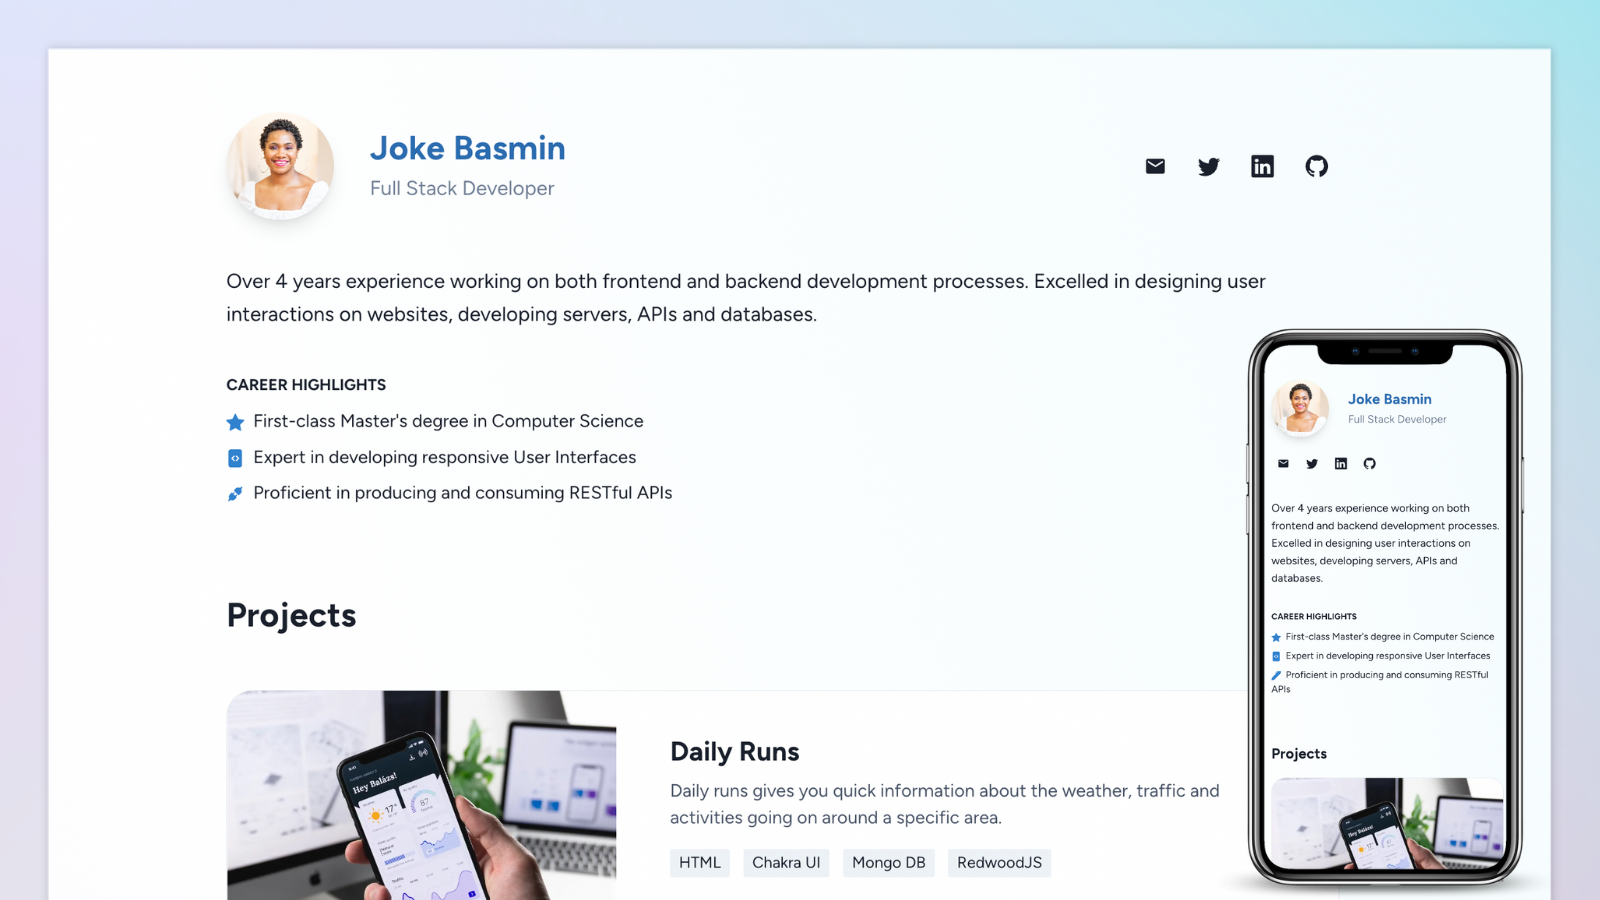 Joke Basmin
Full Stack Developer
Over 4 years experience working on both frontend and backend development processes. Excelled in designing user
interactions on websites, developing servers, APIs and databases.
CAREER HIGHLIGHTS
First-class Master's degree in Computer Science
Expert in developing responsive User Interfaces
Proficient in producing and consuming RESTful APIs
Projects
Hey Balázs!
17°
87
Daily Runs
Daily runs gives you quick information about the weather, traffic and
activities going on around a specific area.
HTML
Chakra UI
Mongo DB
RedwoodJS
Joke Basmin
Full Stack Developer
Over 4 years experience working on both
frontend and backend development processes.
Excelled in designing user interactions on
websites, developing servers, APIs and
databases.
CAREER HIGHLIGHTS
First-class Master's degree in Computer Science
Expert in developing responsive User Interfaces
Proficient in producing and consuming RESTful
APIs
Projects
Hey Balázs!
17°
87